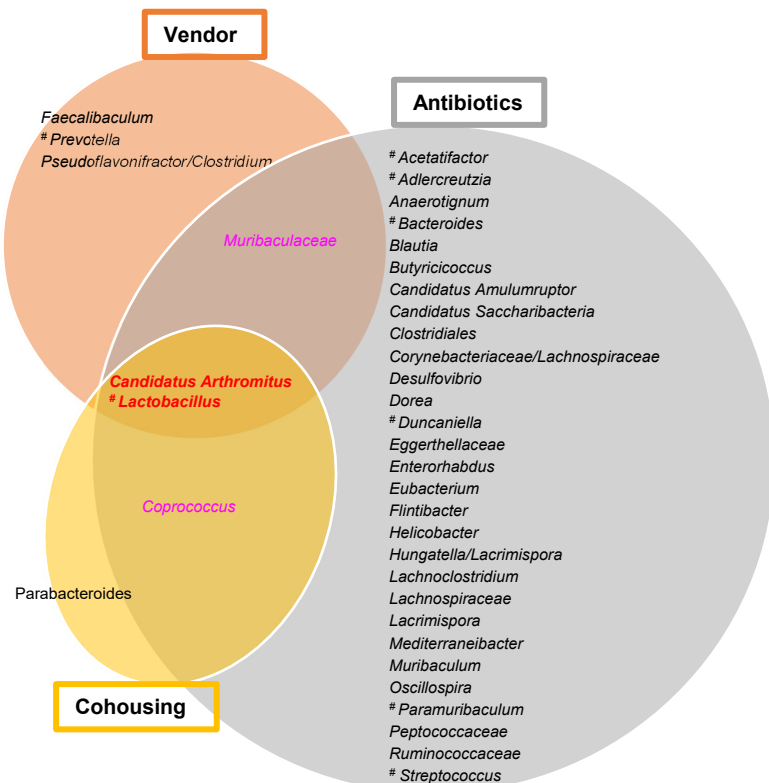 Vendor
Antibiotics
Faecalibaculum
# Prevotella
Pseudoflavonifractor/Clostridium
Muribaculaceae
Candidatus Arthromitus
# Lactobacillus
Coprococcus
Parabacteroides
Cohousing
# Acetatifactor
# Adlercreutzia
Anaerotignum
# Bacteroides
Blautia
Butyricicoccus
Candidatus Amulumruptor
Candidatus Saccharibacteria
Clostridiales
Corynebacteriaceae/Lachnospiraceae
Desulfovibrio
Dorea
# Duncaniella
Eggerthellaceae
Enterorhabdus
Eubacterium
Flintibacter
Helicobacter
Hungatella/Lacrimispora
Lachnoclostridium
Lachnospiraceae
Lacrimispora
Mediterraneibacter
Muribaculum
Oscillospira
# Paramuribaculum
Peptococcaceae
Ruminococcaceae
# Streptococcus